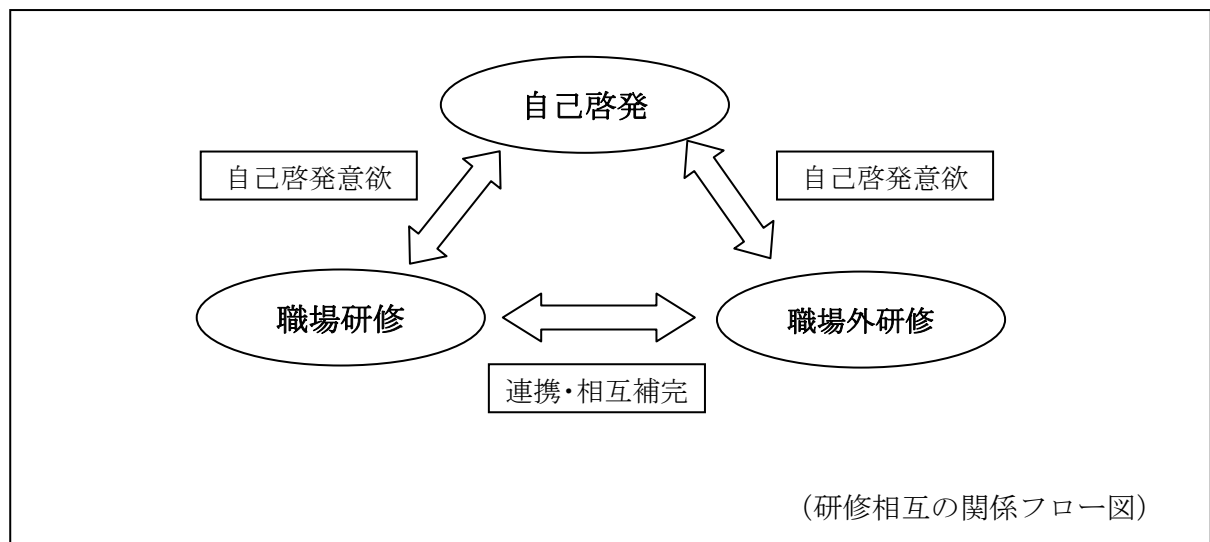 自己啓発
自己啓発意欲
自己啓発意欲
職場研修
職場外研修
連携・相互補完
（研修相互の関係フロー図）